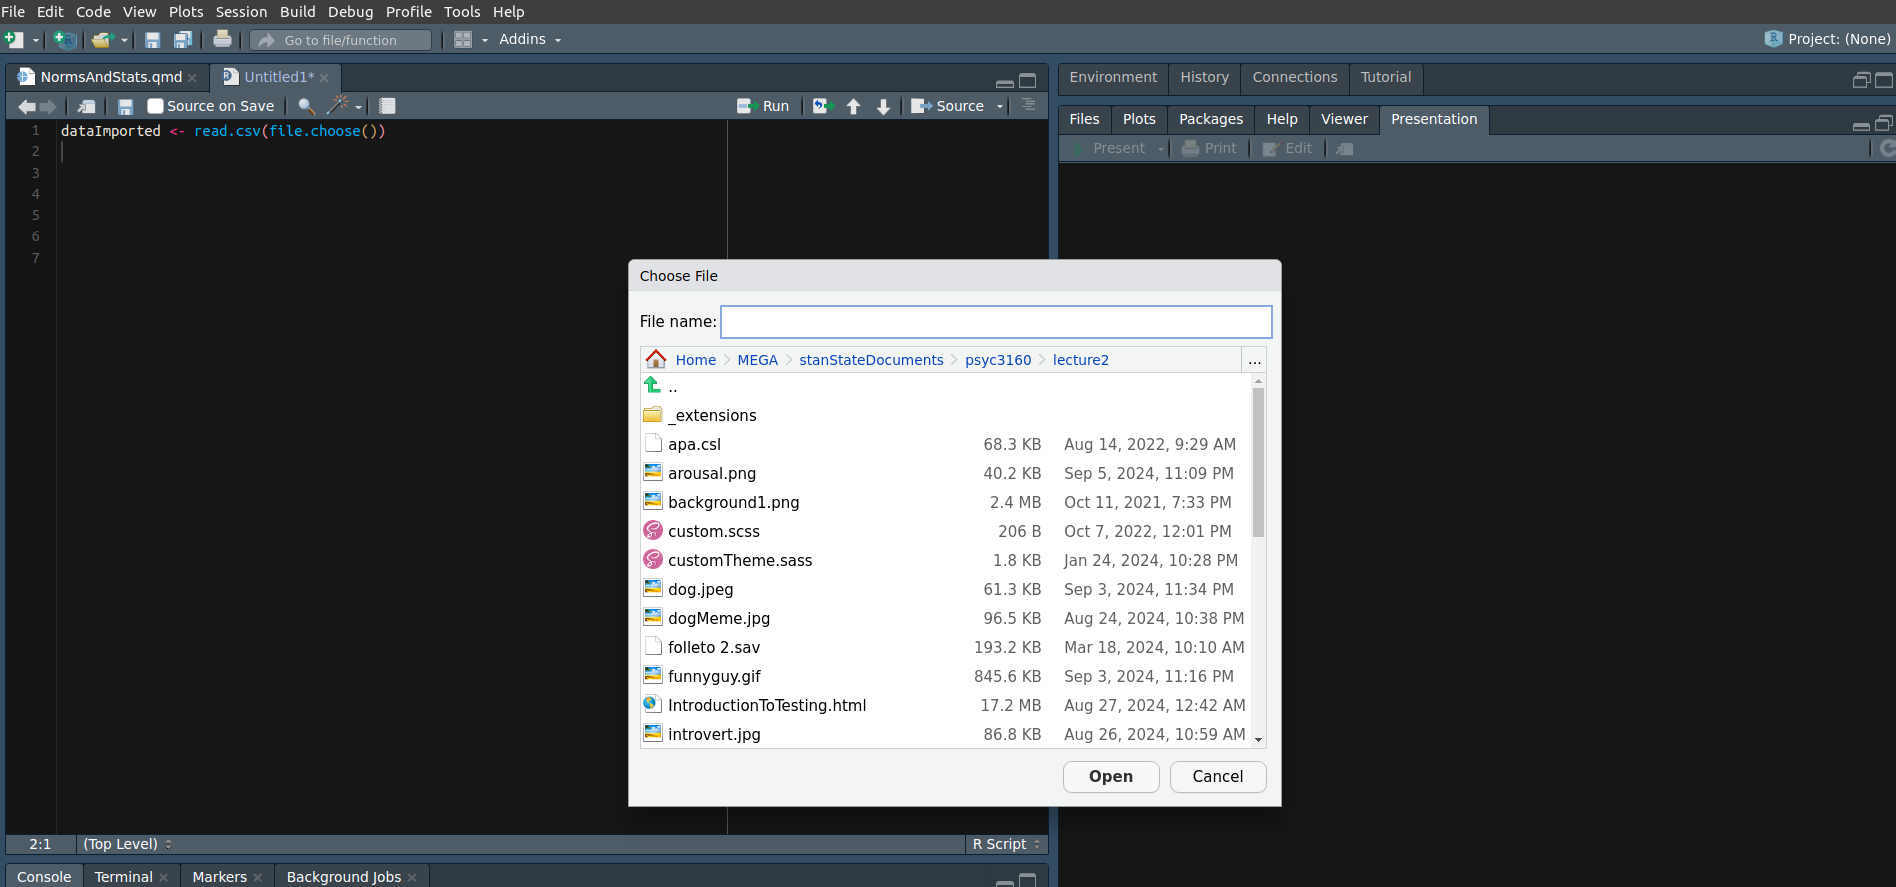 File Edit Code View Plots Session Build Debug Profile Tools Help
Go to file/function Addins Project: (None)
NormsAndStats.qmd Untitled1*
Source on Save Run Source
1 dataImported <- read.csv(file.choose())
2
3
4
5
6
7
2:1 (Top Level) R Script
Console Terminal Markers Background Jobs
Environment History Connections Tutorial
Files Plots Packages Help Viewer Presentation
Present Print Edit
Choose File
File name:
Home MEGA stanStateDocuments psyc3160 lecture2 ...
..
_extensions
apa.csl 68.3 KB Aug 14, 2022, 9:29 AM
arousal.png 40.2 KB Sep 5, 2024, 11:09 PM
background1.png 2.4 MB Oct 11, 2021, 7:33 PM
custom.scss 206 B Oct 7, 2022, 12:01 PM
customTheme.sass 1.8 KB Jan 24, 2024, 10:28 PM
dog.jpeg 61.3 KB Sep 3, 2024, 11:34 PM
dogMeme.jpg 96.5 KB Aug 24, 2024, 10:38 PM
folleto 2.sav 193.2 KB Mar 18, 2024, 10:10 AM
funnyguy.gif 845.6 KB Sep 3, 2024, 11:16 PM
IntroductionToTesting.html 17.2 MB Aug 27, 2024, 12:42 AM
introvert.jpg 86.8 KB Aug 26, 2024, 10:59 AM
Open Cancel